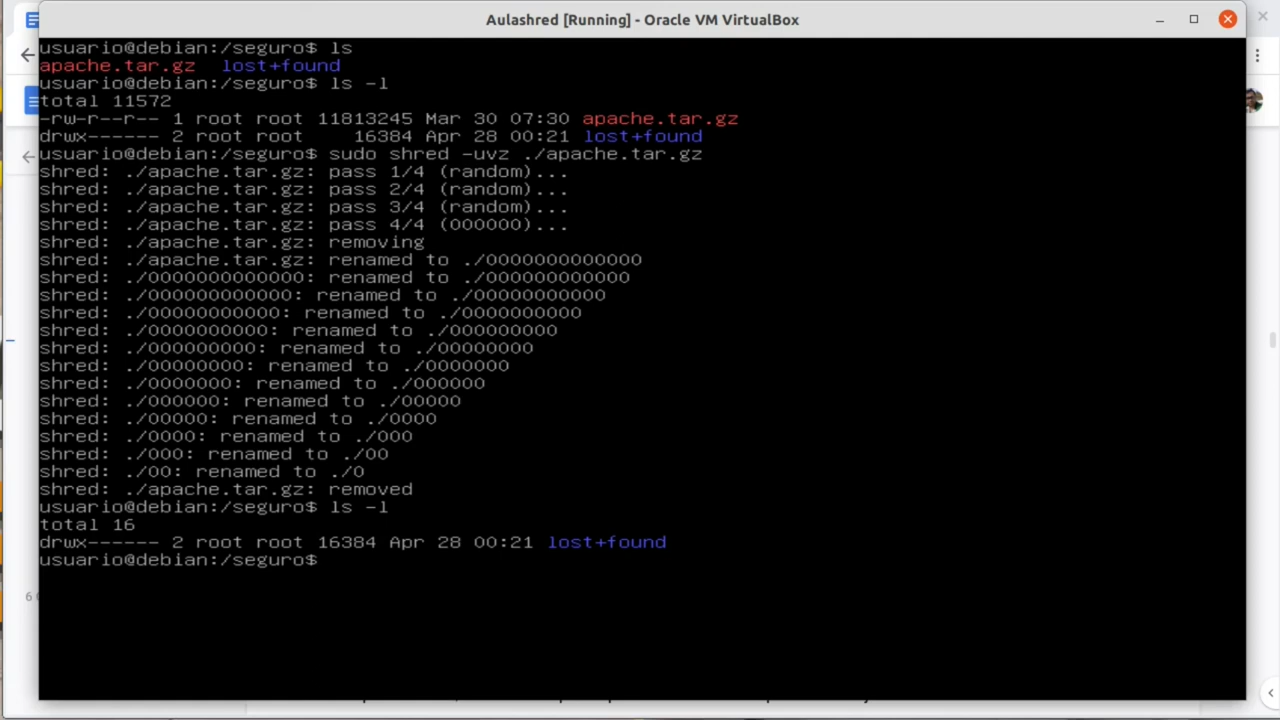 Aulashred [Running] - Oracle VM VirtualBox
usuario@debian:/seguro$ ls
apache.tar.gz  lost+found
usuario@debian:/seguro$ ls -l
total 11572
-rw-r--r-- 1 root root 11813245 Mar 30 07:30 apache.tar.gz
drwx------ 2 root root    16384 Apr 28 00:21 lost+found
usuario@debian:/seguro$ sudo shred -uvz ./apache.tar.gz
shred: ./apache.tar.gz: pass 1/4 (random)...
shred: ./apache.tar.gz: pass 2/4 (random)...
shred: ./apache.tar.gz: pass 3/4 (random)...
shred: ./apache.tar.gz: pass 4/4 (000000)...
shred: ./apache.tar.gz: removing
shred: ./apache.tar.gz: renamed to ./0000000000000
shred: ./0000000000000: renamed to ./000000000000
shred: ./000000000000: renamed to ./00000000000
shred: ./00000000000: renamed to ./0000000000
shred: ./0000000000: renamed to ./000000000
shred: ./000000000: renamed to ./00000000
shred: ./00000000: renamed to ./0000000
shred: ./0000000: renamed to ./000000
shred: ./000000: renamed to ./00000
shred: ./00000: renamed to ./0000
shred: ./0000: renamed to ./000
shred: ./000: renamed to ./00
shred: ./00: renamed to ./0
shred: ./apache.tar.gz: removed
usuario@debian:/seguro$ ls -l
total 16
drwx------ 2 root root 16384 Apr 28 00:21 lost+found
usuario@debian:/seguro$